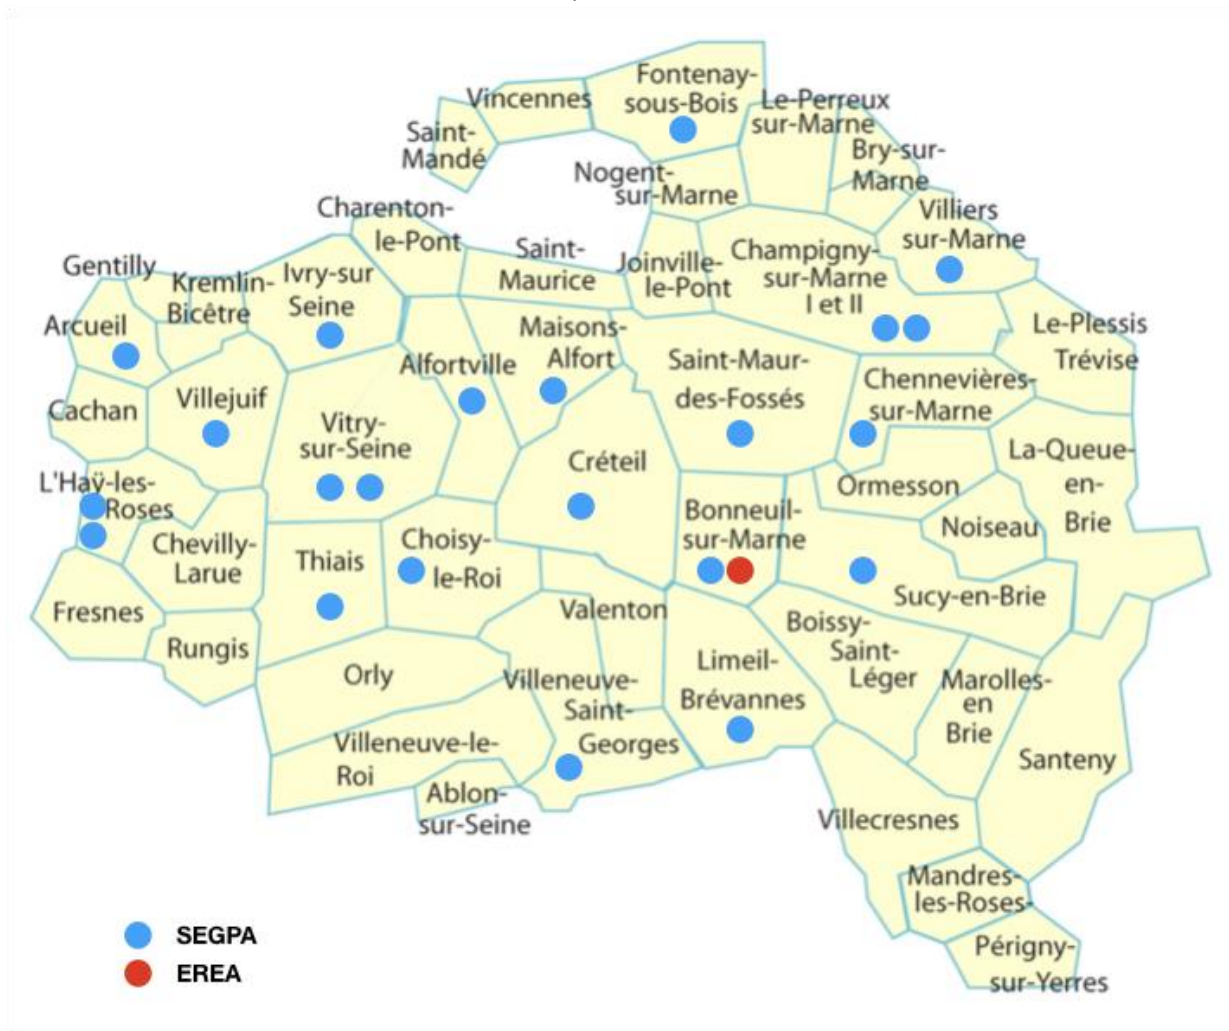 Fontenay-
sous-Bois
Vincennes
Le-Perreux
sur-Marne
Saint-
Mandé
Bry-sur-
Marne
Nogent-
sur-Marne
Charenton-
le-Pont
Villiers
sur-Marne
Saint-
Maurice
Joinville-
le-Pont
Champigny-
sur-Marne
I et II
Gentilly
Kremlin-
Bicêtre
Ivry-sur
Seine
Arcueil
Maisons-
Alfort
Le-Plessis
Trévise
Alfortville
Saint-Maur-
des-Fossés
Chennevières-
sur-Marne
Cachan
Villejuif
Vitry-
sur-Seine
Créteil
La-Queue-
en-
Brie
L'Haÿ-les-
Roses
Ormesson
Noiseau
Bonneuil-
sur-Marne
Chevilly-
Larue
Thiais
Choisy-
le-Roi
Sucy-en-Brie
Fresnes
Valenton
Rungis
Boissy-
Saint-
Léger
Orly
Villeneuve-
Saint-
Georges
Limeil-
Brévannes
Marolles-
en
Brie
Santeny
Villeneuve-le-
Roi
Ablon-
sur-Seine
Villecresnes
Mandres-
les-Roses-
Périgny-
sur-Yerres
SEGPA
EREA